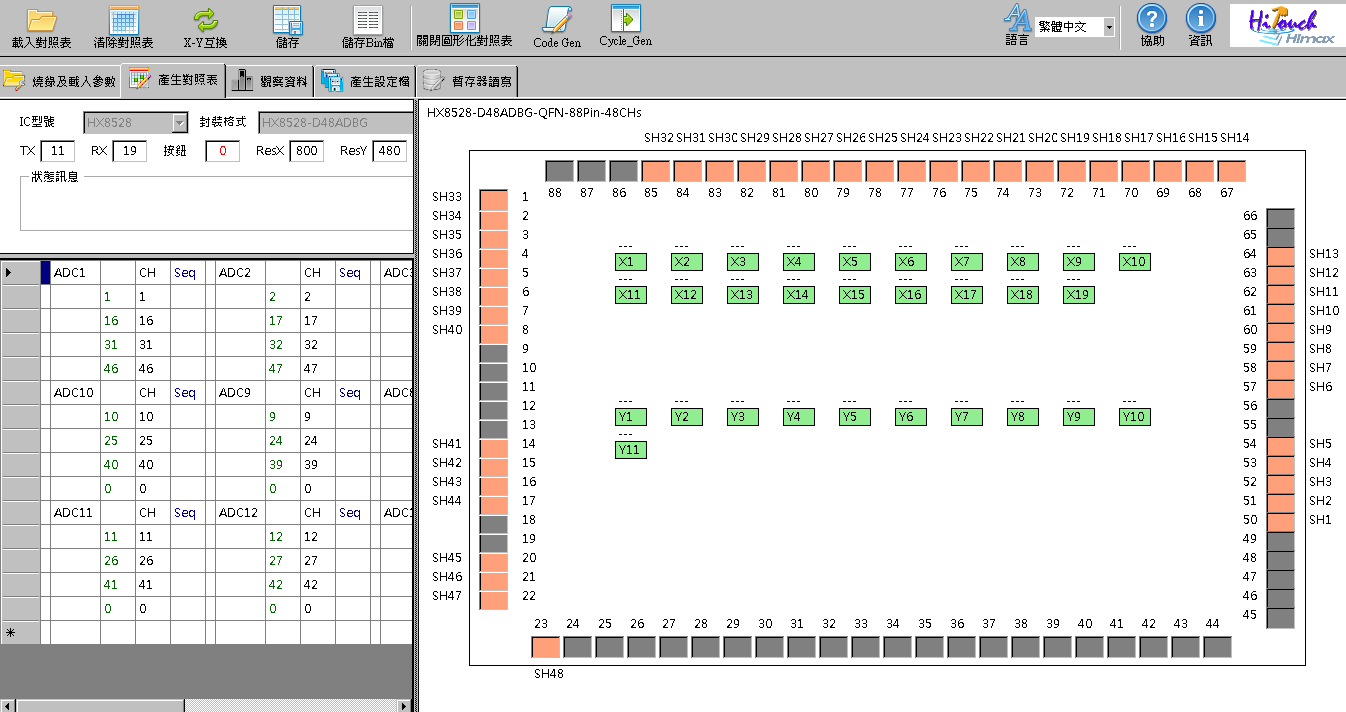 載入對照表 清除對照表 X-Y互換 儲存 儲存Bin檔 關閉圖形化對照表 Code Gen Cycle_Gen 語言 繁體中文 協助 資訊 HiTouch Himax
燒錄及載入參數 產生對照表 觀察資料 產生設定檔 暫存器讀寫
IC型號 HX8528 封裝格式 HX8528-D48ADBG
TX 11 RX 19 按鈕 0 ResX 800 ResY 480
狀態訊息
ADC1 CH Seq ADC2 CH Seq
1 1 2 2
16 16 17 17
31 31 32 32
46 46 47 47
ADC10 CH Seq ADC9 CH Seq
10 10 9 9
25 25 24 24
40 40 39 39
0 0 0 0
ADC11 CH Seq ADC12 CH Seq
11 11 12 12
26 26 27 27
41 41 42 42
0 0 0 0
HX8528-D48ADBG-QFN-88Pin-48CHs
SH32 SH31 SH30 SH29 SH28 SH27 SH26 SH25 SH24 SH23 SH22 SH21 SH20 SH19 SH18 SH17 SH16 SH15 SH14
88 87 86 85 84 83 82 81 80 79 78 77 76 75 74 73 72 71 70 69 68 67
SH33 1
SH34 2
SH35 3
SH36 4
SH37 5
SH38 6
SH39 7
SH40 8
9
10
11
12
13
SH41 14
SH42 15
SH43 16
SH44 17
18
19
SH45 20
SH46 21
SH47 22
--- --- --- --- --- --- --- --- --- ---
X1 X2 X3 X4 X5 X6 X7 X8 X9 X10
--- --- --- --- --- --- --- --- ---
X11 X12 X13 X14 X15 X16 X17 X18 X19
--- --- --- --- --- --- --- --- --- ---
Y1 Y2 Y3 Y4 Y5 Y6 Y7 Y8 Y9 Y10
---
Y11
66
65
64 SH13
63 SH12
62 SH11
61 SH10
60 SH9
59 SH8
58 SH7
57 SH6
56
55
54 SH5
53 SH4
52 SH3
51 SH2
50 SH1
49
48
47
46
45
23 24 25 26 27 28 29 30 31 32 33 34 35 36 37 38 39 40 41 42 43 44
SH48